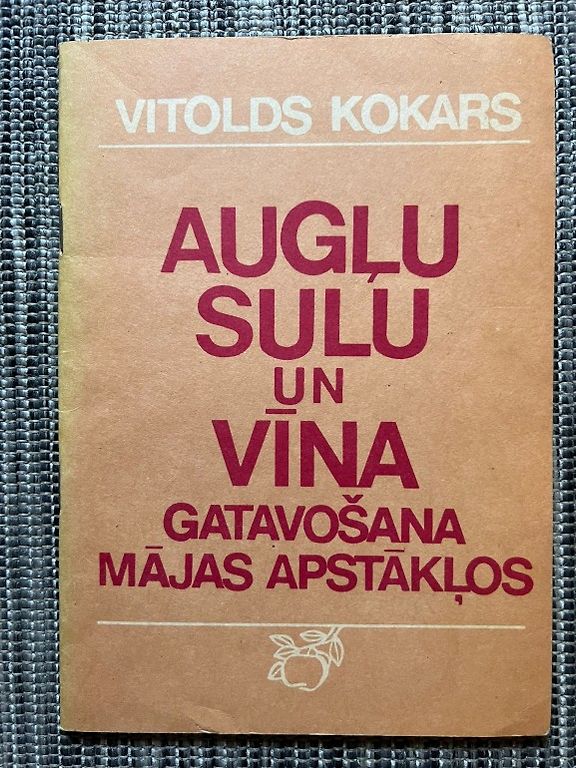 VITOLDS KOKARS
AUGĻU
SULU
UN
VĪNA
GATAVOŠANA
MĀJAS APSTĀKĻOS